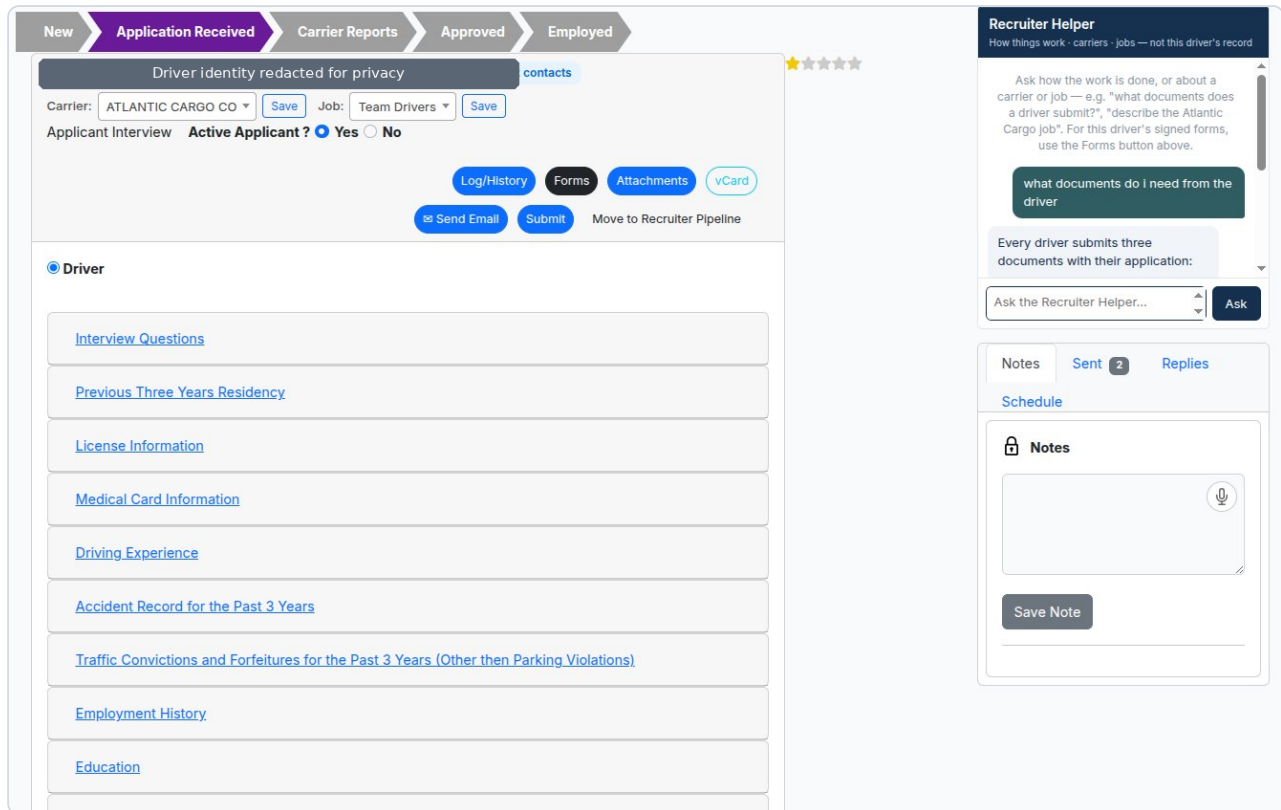 New Application Received Carrier Reports Approved Employed
Driver identity redacted for privacy
contacts
Carrier: ATLANTIC CARGO CO Save Job: Team Drivers Save
Applicant Interview Active Applicant ? Yes No
Log/History Forms Attachments vCard
Send Email Submit Move to Recruiter Pipeline
Driver
Interview Questions
Previous Three Years Residency
License Information
Medical Card Information
Driving Experience
Accident Record for the Past 3 Years
Traffic Convictions and Forfeitures for the Past 3 Years (Other then Parking Violations)
Employment History
Education
Recruiter Helper
How things work · carriers · jobs — not this driver's record
Ask how the work is done, or about a
carrier or job — e.g. "what documents does
a driver submit?", "describe the Atlantic
Cargo job". For this driver's signed forms,
use the Forms button above.
what documents do i need from the
driver
Every driver submits three
documents with their application:
Ask the Recruiter Helper... Ask
Notes Sent 2 Replies
Schedule
Notes
Save Note